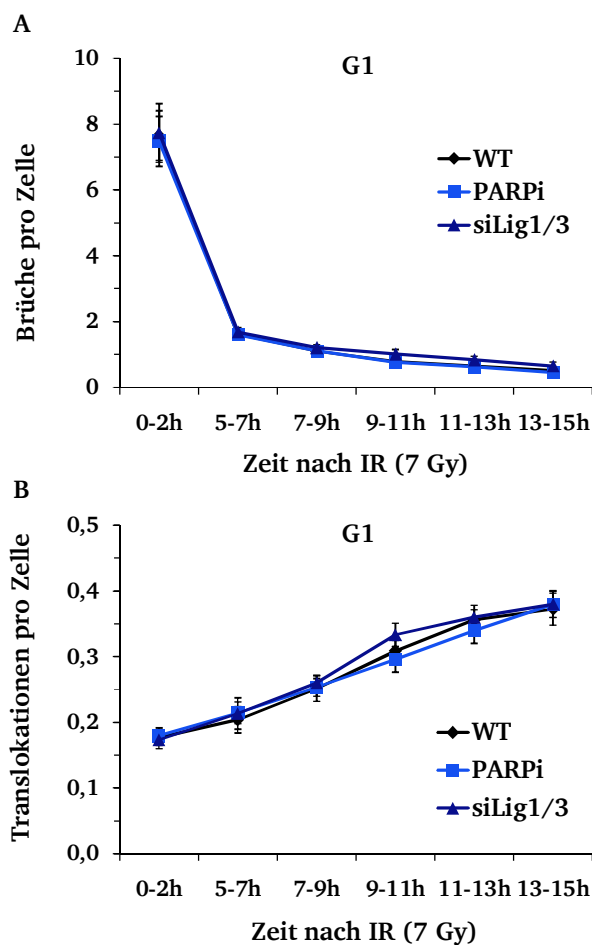 A
G1
10
8
6
4
2
0
Brüche pro Zelle
WT
PARPi
siLig1/3
0-2h 5-7h 7-9h 9-11h 11-13h 13-15h
Zeit nach IR (7 Gy)
B
G1
0,5
0,4
0,3
0,2
0,1
0,0
Translokationen pro Zelle
WT
PARPi
siLig1/3
0-2h 5-7h 7-9h 9-11h 11-13h 13-15h
Zeit nach IR (7 Gy)